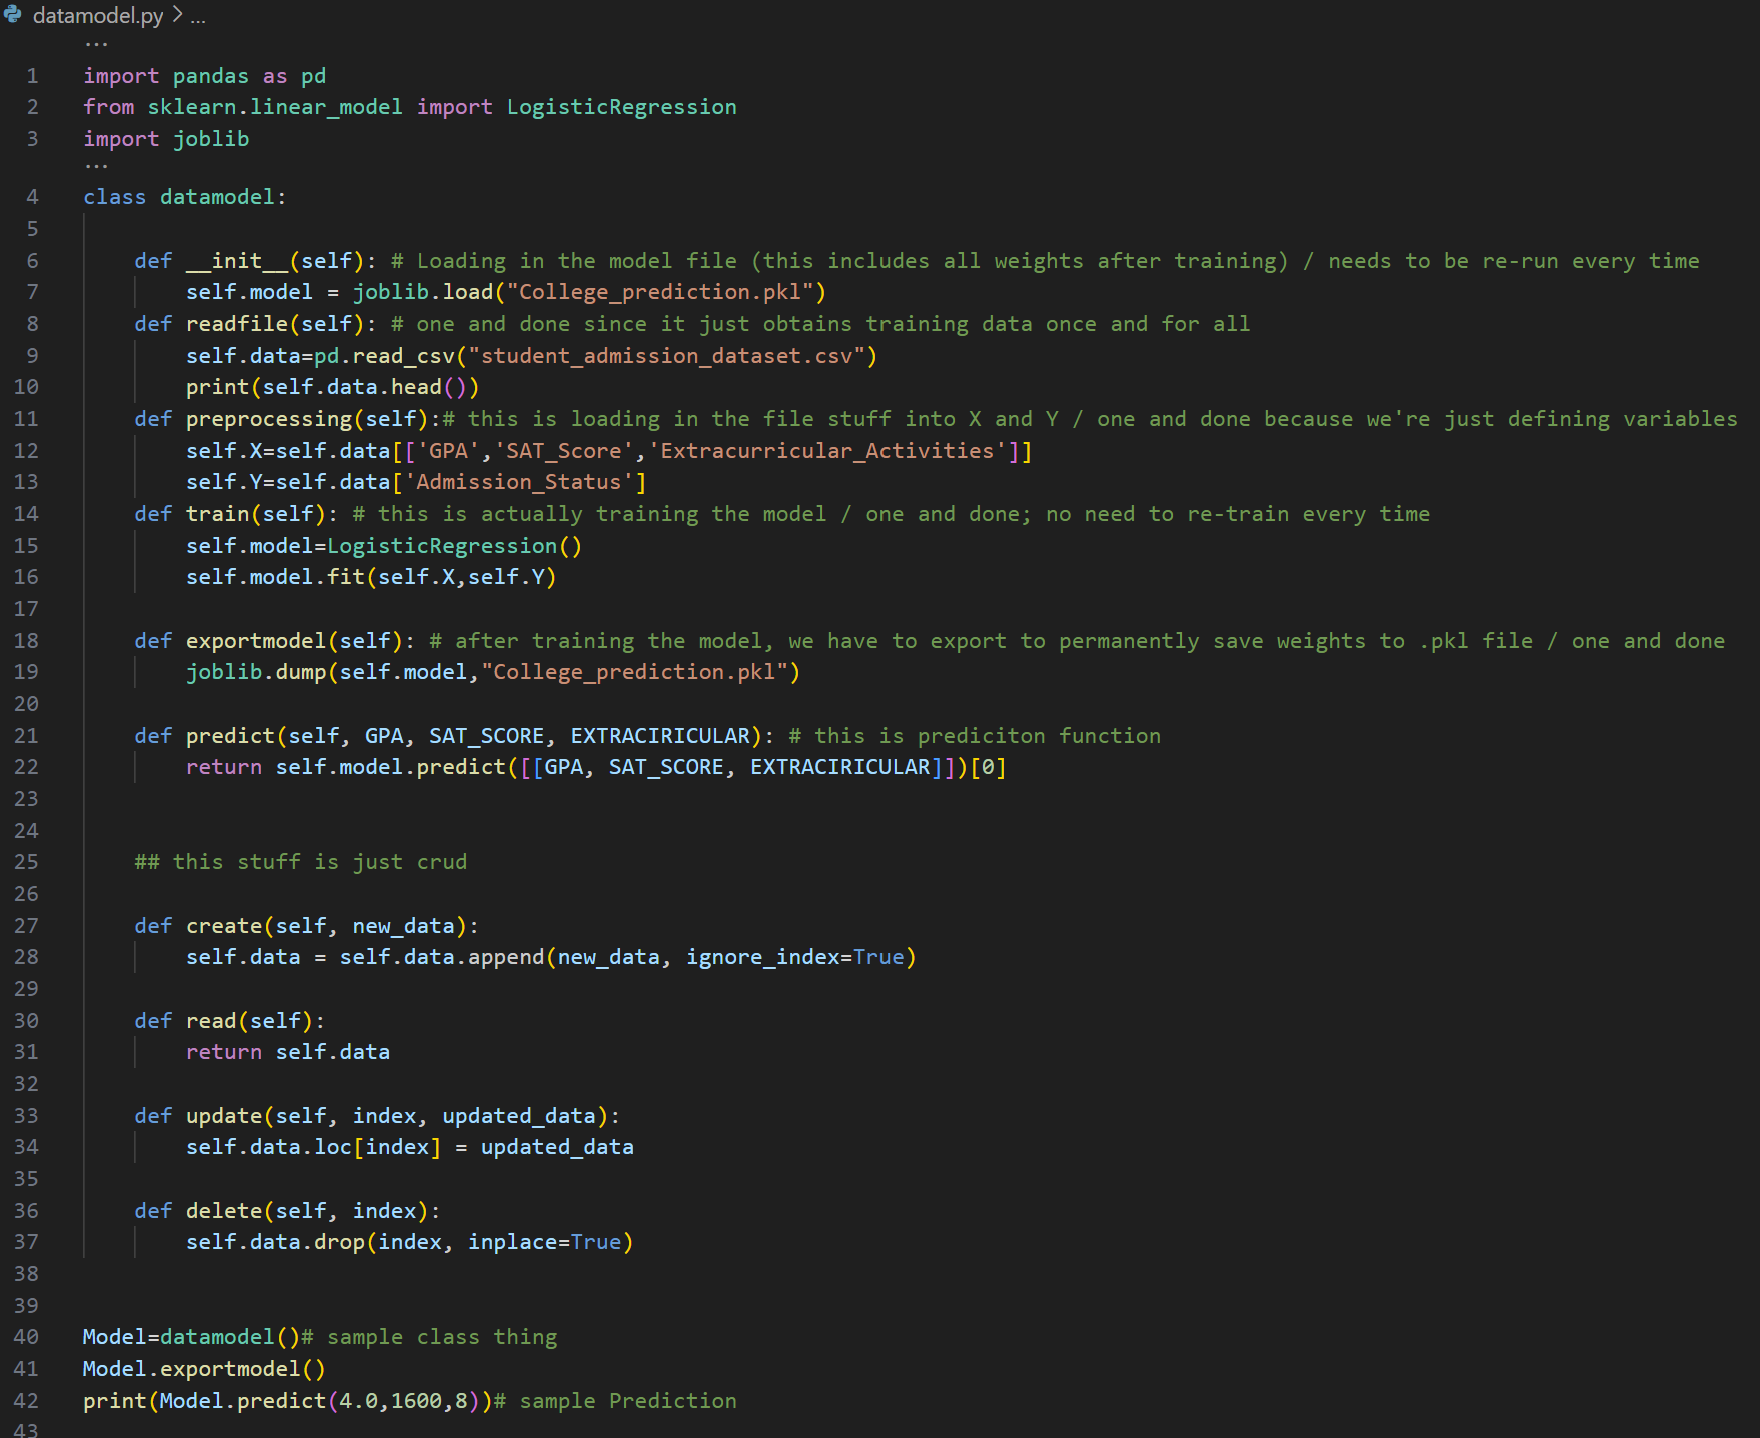 datamodel.py > ...
...
1 import pandas as pd
2 from sklearn.linear_model import LogisticRegression
3 import joblib
...
4 class datamodel:
5
6     def __init__(self): # Loading in the model file (this includes all weights after training) / needs to be re-run every time
7         self.model = joblib.load("College_prediction.pkl")
8     def readfile(self): # one and done since it just obtains training data once and for all
9         self.data=pd.read_csv("student_admission_dataset.csv")
10         print(self.data.head())
11     def preprocessing(self):# this is loading in the file stuff into X and Y / one and done because we're just defining variables
12         self.X=self.data[['GPA','SAT_Score','Extracurricular_Activities']]
13         self.Y=self.data['Admission_Status']
14     def train(self): # this is actually training the model / one and done; no need to re-train every time
15         self.model=LogisticRegression()
16         self.model.fit(self.X,self.Y)
17
18     def exportmodel(self): # after training the model, we have to export to permanently save weights to .pkl file / one and done
19         joblib.dump(self.model,"College_prediction.pkl")
20
21     def predict(self, GPA, SAT_SCORE, EXTRACIRICULAR): # this is prediciton function
22         return self.model.predict([[GPA, SAT_SCORE, EXTRACIRICULAR]])[0]
23
24
25     ## this stuff is just crud
26
27     def create(self, new_data):
28         self.data = self.data.append(new_data, ignore_index=True)
29
30     def read(self):
31         return self.data
32
33     def update(self, index, updated_data):
34         self.data.loc[index] = updated_data
35
36     def delete(self, index):
37         self.data.drop(index, inplace=True)
38
39
40 Model=datamodel()# sample class thing
41 Model.exportmodel()
42 print(Model.predict(4.0,1600,8))# sample Prediction
43